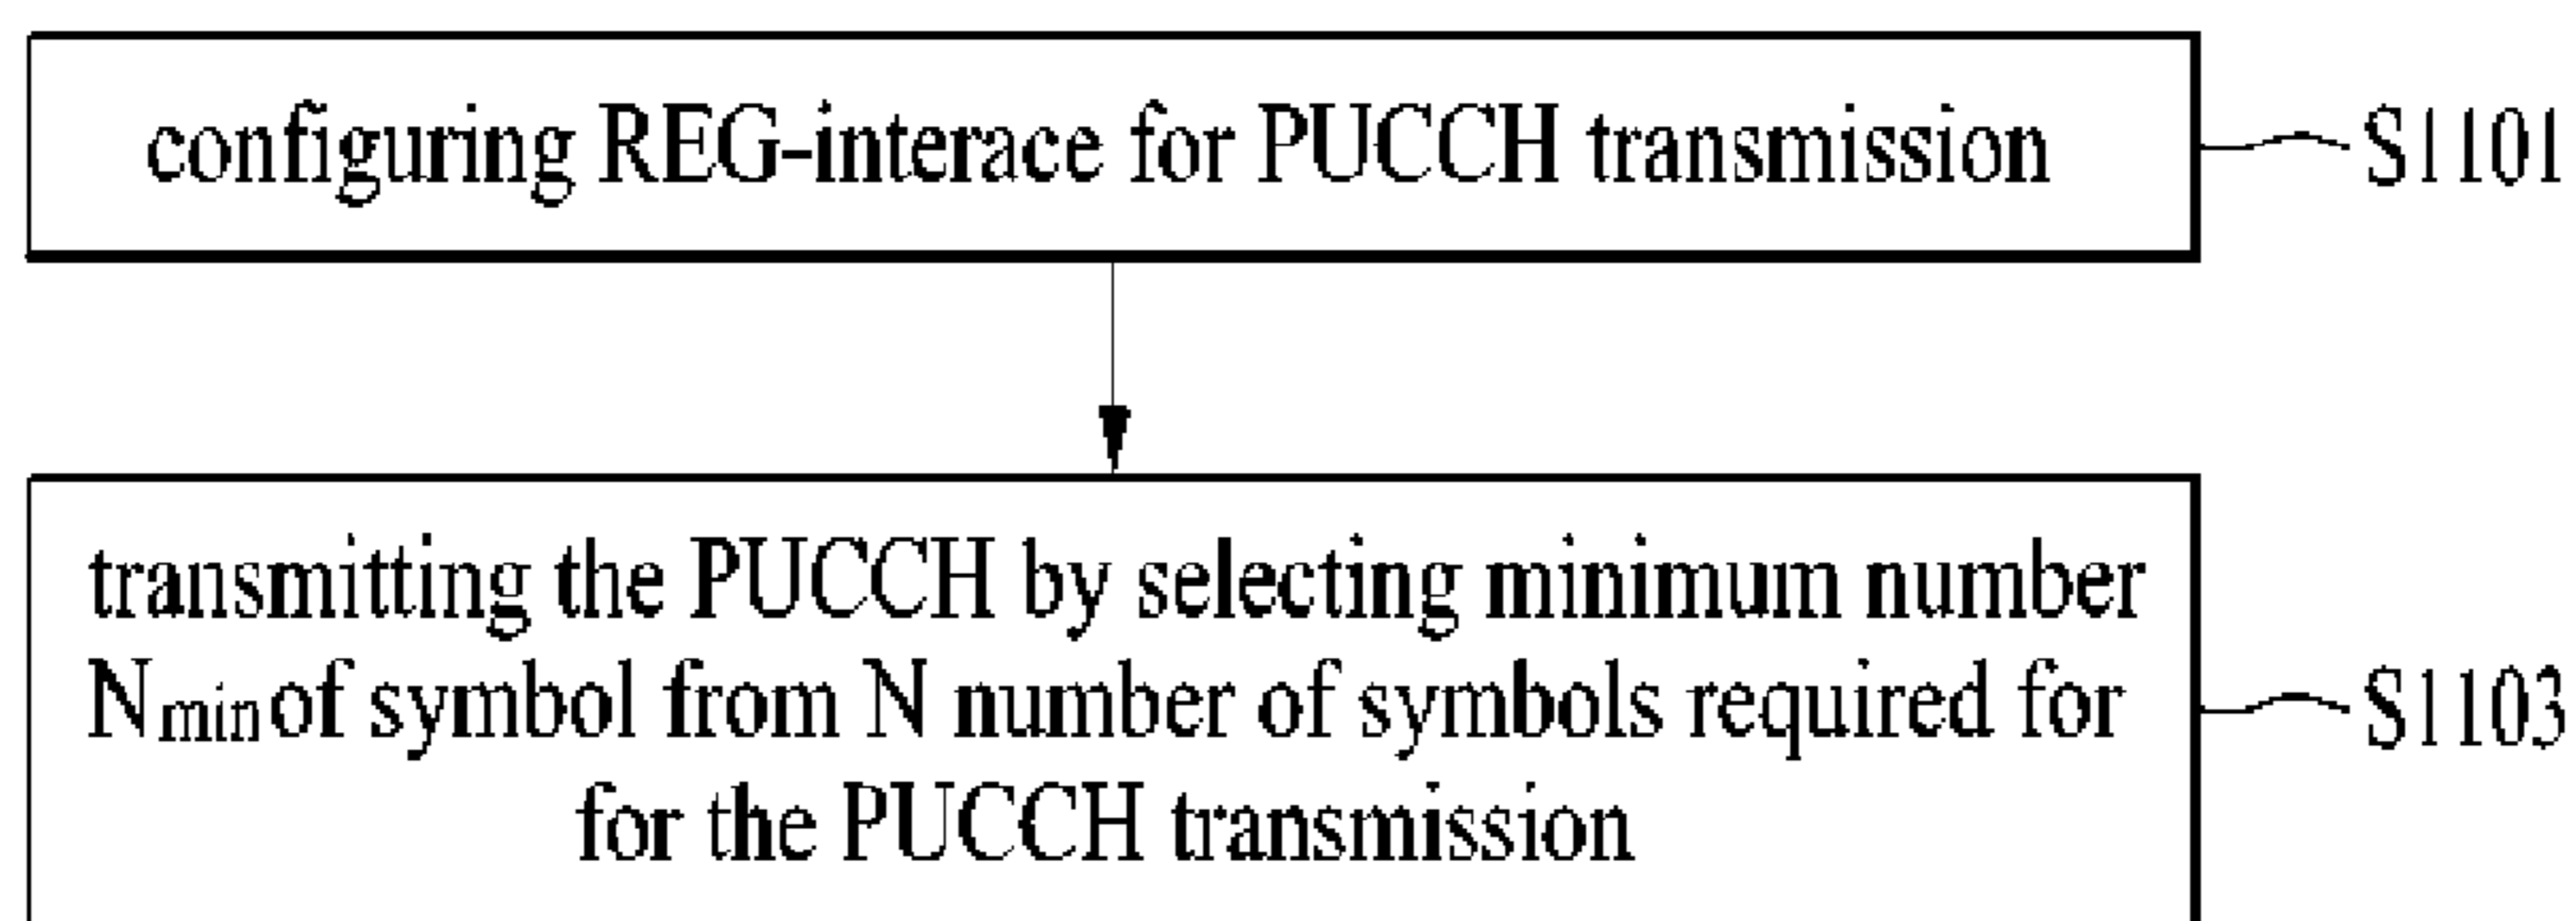 configuring REG-interace for PUCCH transmission
S1101
transmitting the PUCCH by selecting minimum number
Nmin of symbol from N number of symbols required for
S1103
for the PUCCH transmission